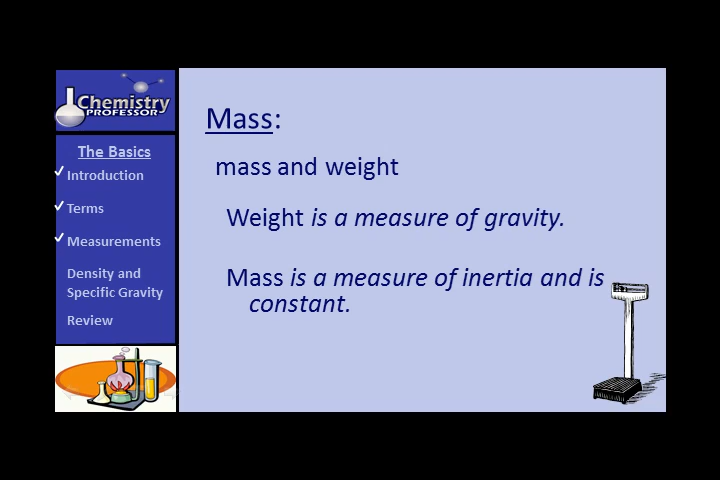 Chemistry
PROFESSOR
The Basics
Introduction
Terms
Measurements
Density and
Specific Gravity
Review
Mass:
mass and weight
Weight is a measure of gravity.
Mass is a measure of inertia and is
constant.